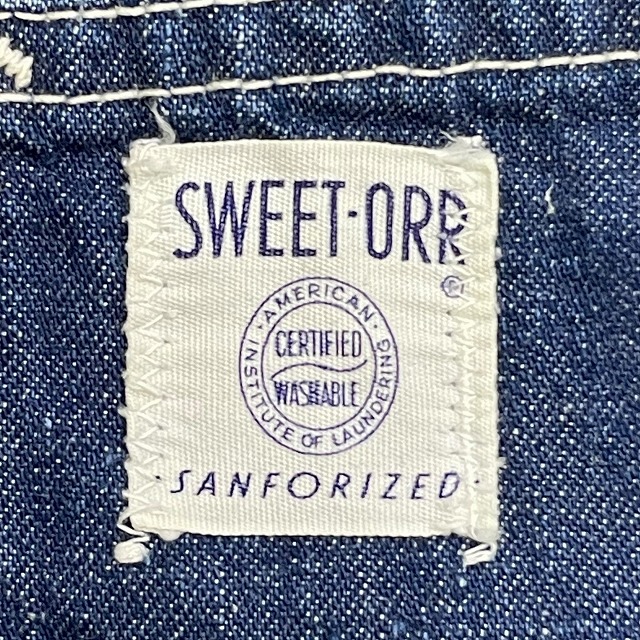 SWEET-ORR
®
· AMERICAN ·
INSTITUTE OF LAUNDERING
CERTIFIED
WASHABLE
· SANFORIZED ·